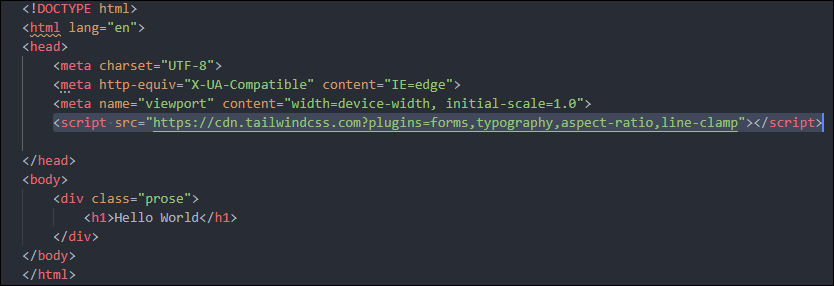 <!DOCTYPE html>
<html lang="en">
<head>
    <meta charset="UTF-8">
    <meta http-equiv="X-UA-Compatible" content="IE=edge">
    <meta name="viewport" content="width=device-width, initial-scale=1.0">
    <script src="https://cdn.tailwindcss.com?plugins=forms,typography,aspect-ratio,line-clamp"></script>
</head>
<body>
    <div class="prose">
        <h1>Hello World</h1>
    </div>
</body>
</html>